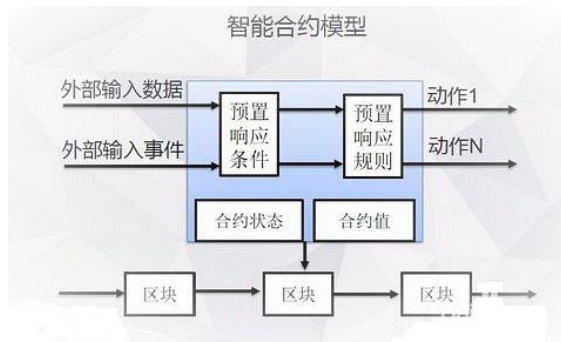 智能合约模型
外部输入数据
外部输入事件
预置
响应
条件
预置
响应
规则
动作1
动作N
合约状态
合约值
区块
区块
区块